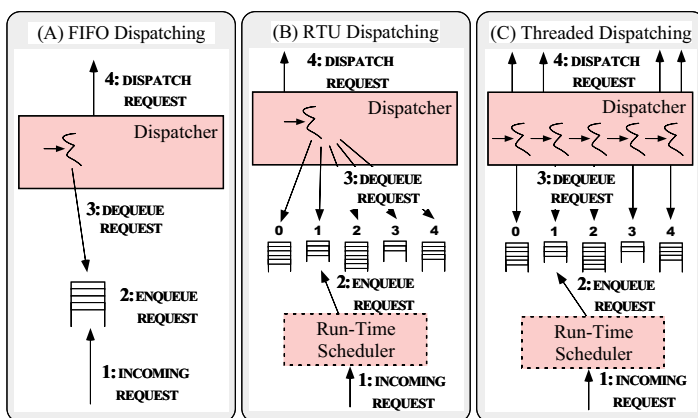 (A) FIFO Dispatching
4: DISPATCH
REQUEST
Dispatcher
3: DEQUEUE
REQUEST
2: ENQUEUE
REQUEST
1: INCOMING
REQUEST
(B) RTU Dispatching
4: DISPATCH
REQUEST
Dispatcher
3: DEQUEUE
REQUEST
0 1 2 3 4
2: ENQUEUE
REQUEST
Run-Time
Scheduler
1: INCOMING
REQUEST
(C) Threaded Dispatching
4: DISPATCH
REQUEST
Dispatcher
3: DEQUEUE
REQUEST
0 1 2 3 4
2: ENQUEUE
REQUEST
Run-Time
Scheduler
1: INCOMING
REQUEST